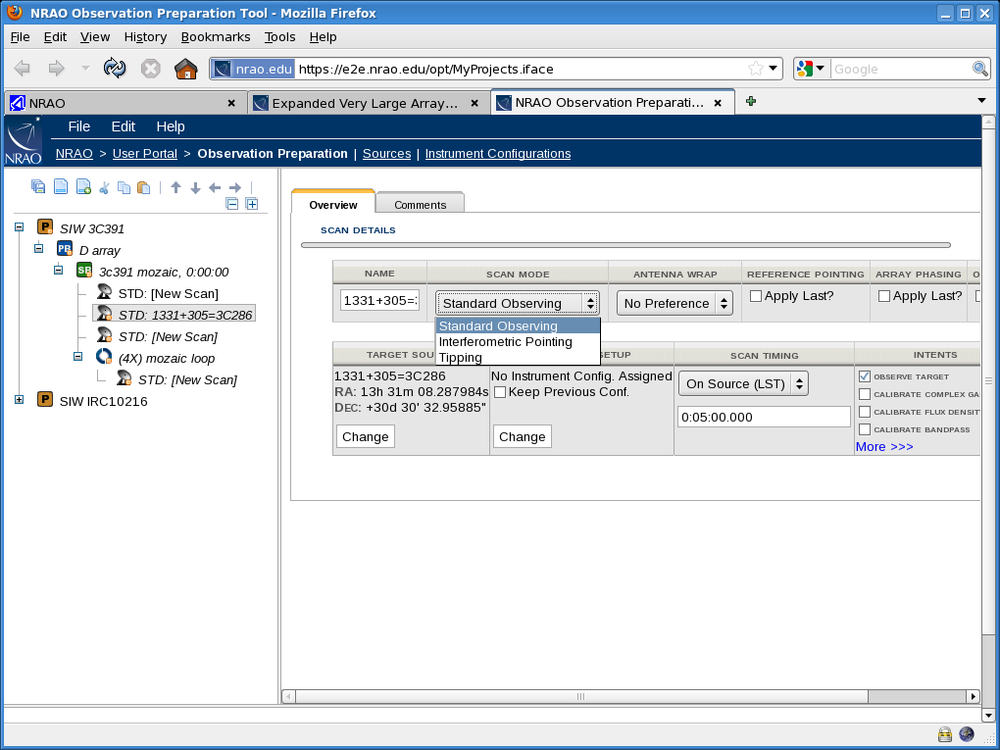 NRAO Observation Preparation Tool - Mozilla Firefox
File Edit View History Bookmarks Tools Help
nrao.edu https://e2e.nrao.edu/opt/MyProjects.iface Google
NRAO Expanded Very Large Array... NRAO Observation Preparati...
File Edit Help
NRAO
NRAO > User Portal > Observation Preparation | Sources | Instrument Configurations
Overview Comments
SCAN DETAILS
SIW 3C391
D array
3c391 mozaic, 0:00:00
STD: [New Scan]
STD: 1331+305=3C286
STD: [New Scan]
(4X) mozaic loop
STD: [New Scan]
SIW IRC10216
NAME SCAN MODE ANTENNA WRAP REFERENCE POINTING ARRAY PHASING O
1331+305=3 Standard Observing No Preference Apply Last? Apply Last?
Standard Observing
Interferometric Pointing
Tipping
TARGET SOU SETUP SCAN TIMING INTENTS
1331+305=3C286 No Instrument Config. Assigned On Source (LST) OBSERVE TARGET
RA: 13h 31m 08.287984s Keep Previous Conf. CALIBRATE COMPLEX GA
DEC: +30d 30' 32.95885" 0:05:00.000 CALIBRATE FLUX DENSIT
Change Change CALIBRATE BANDPASS
More >>>